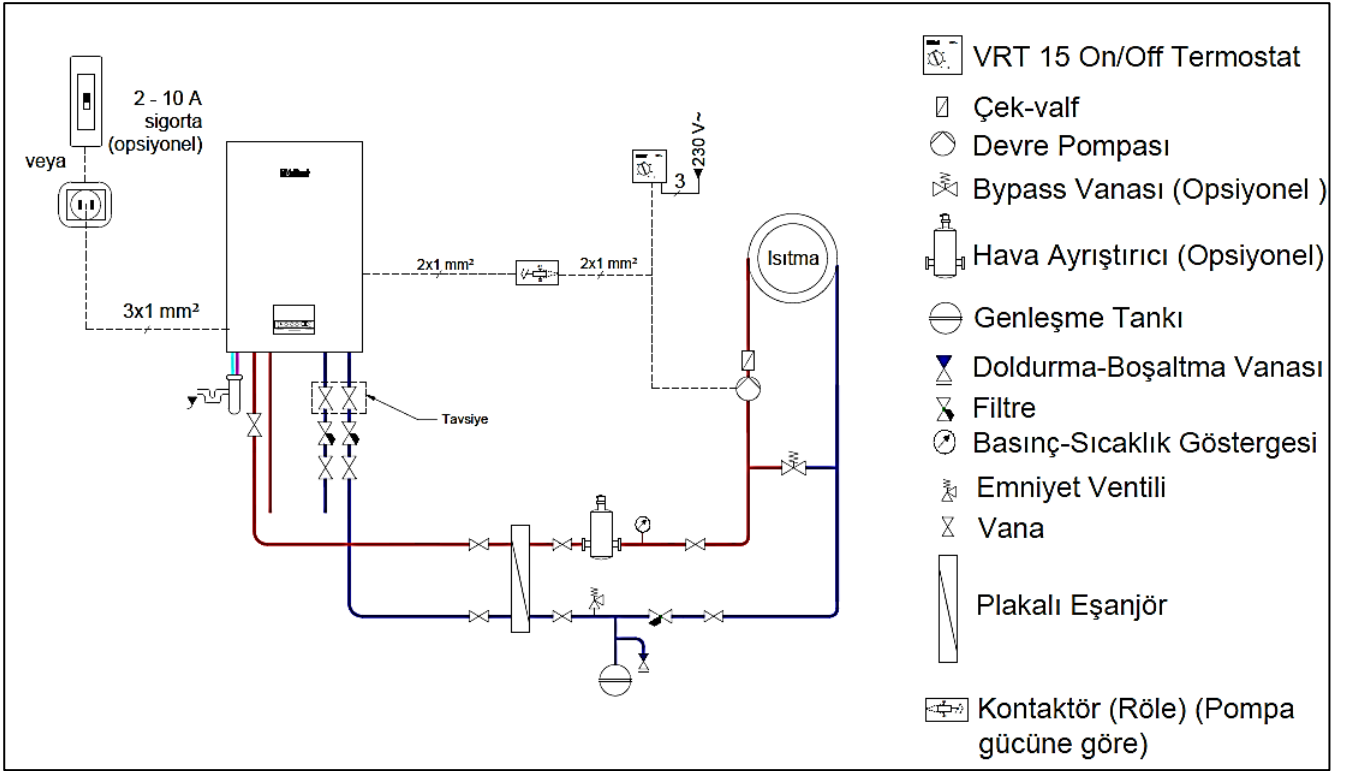 2 - 10 A
sigorta
(opsiyonel)
veya
3x1 mm²
Vaillant
2x1 mm²
2x1 mm²
3
230 V~
Isıtma
Tavsiye
VRT 15 On/Off Termostat
Çek-valf
Devre Pompası
Bypass Vanası (Opsiyonel )
Hava Ayrıştırıcı (Opsiyonel)
Genleşme Tankı
Doldurma-Boşaltma Vanası
Filtre
Basınç-Sıcaklık Göstergesi
Emniyet Ventili
Vana
Plakalı Eşanjör
Kontaktör (Röle) (Pompa
gücüne göre)